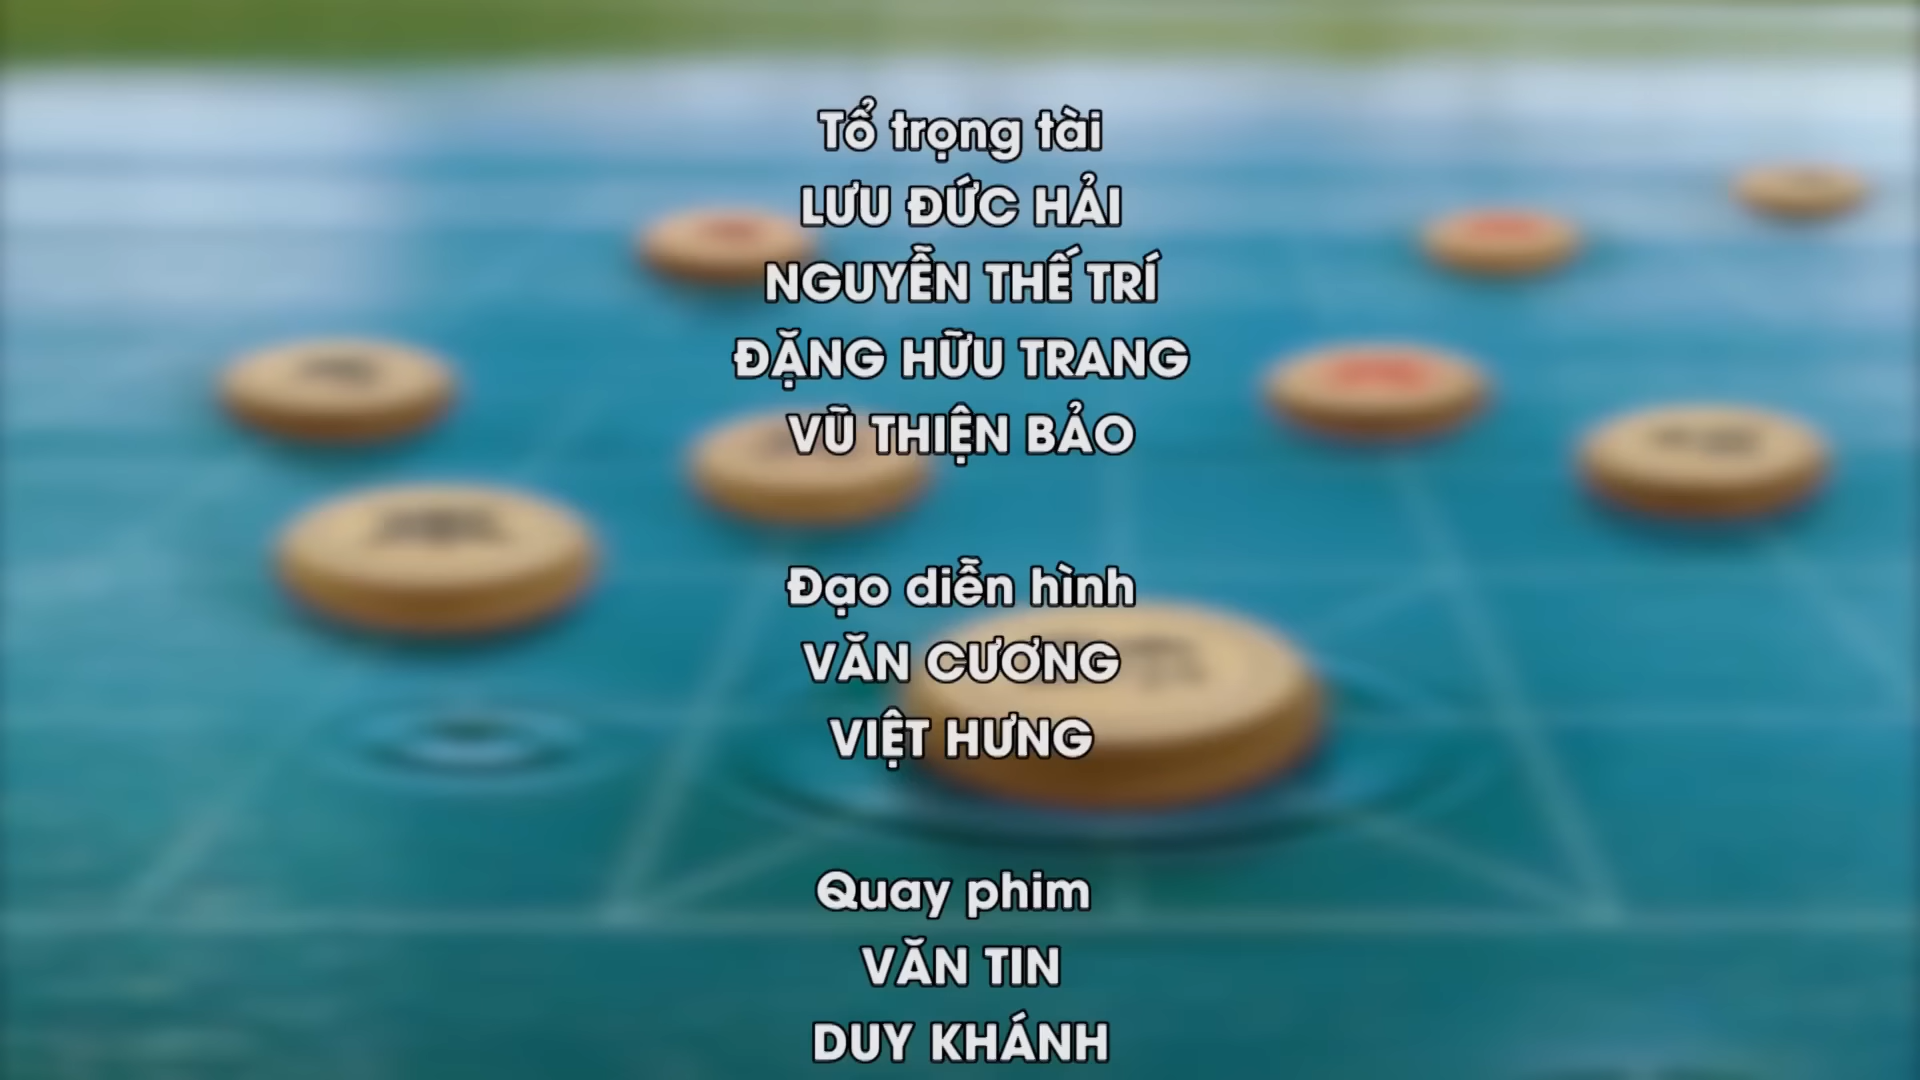 Tổ trọng tài
LƯU ĐỨC HẢI
NGUYỄN THẾ TRÍ
ĐẶNG HỮU TRANG
VŨ THIỆN BẢO
Đạo diễn hình
VĂN CƯƠNG
VIỆT HƯNG
Quay phim
VĂN TIN
DUY KHÁNH